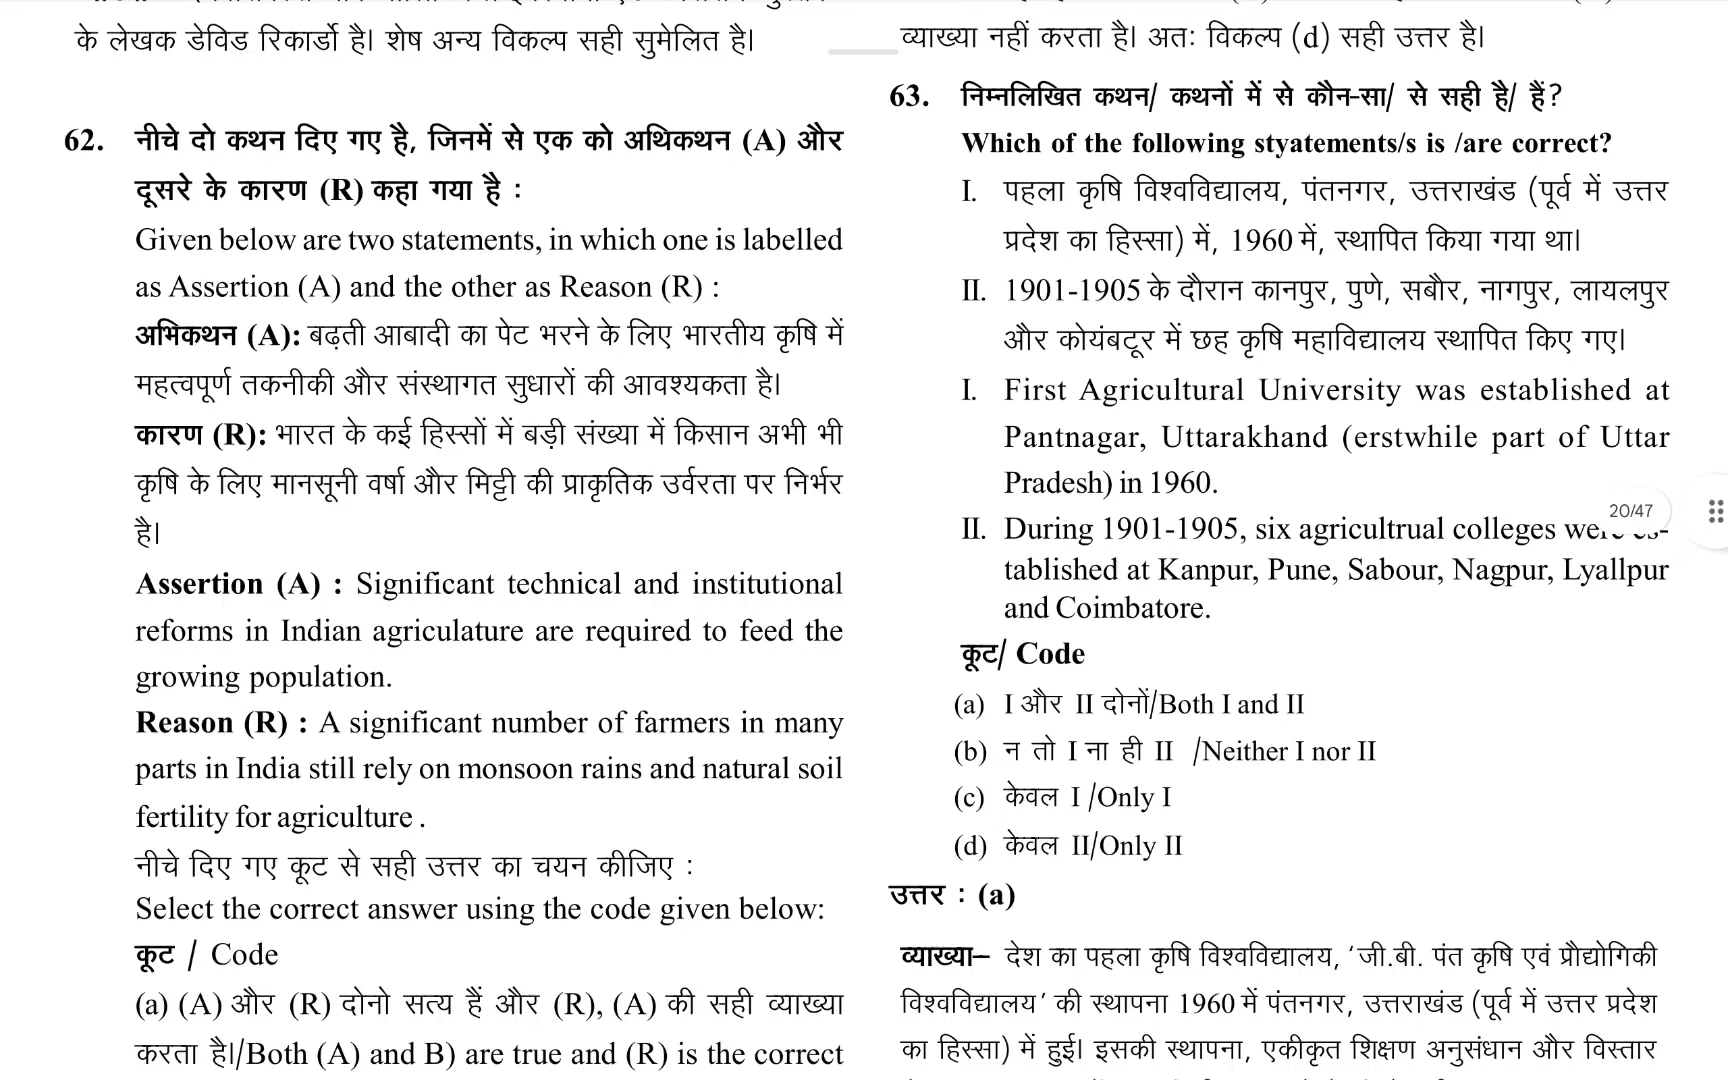 के लेखक डेविड रिकार्डो है। शेष अन्य विकल्प सही सुमेलित है।
62. नीचे दो कथन दिए गए है, जिनमें से एक को अथिकथन (A) और
दूसरे के कारण (R) कहा गया है :
Given below are two statements, in which one is labelled
as Assertion (A) and the other as Reason (R) :
अभिकथन (A): बढ़ती आबादी का पेट भरने के लिए भारतीय कृषि में
महत्वपूर्ण तकनीकी और संस्थागत सुधारों की आवश्यकता है।
कारण (R): भारत के कई हिस्सों में बड़ी संख्या में किसान अभी भी
कृषि के लिए मानसूनी वर्षा और मिट्टी की प्राकृतिक उर्वरता पर निर्भर
है।
Assertion (A) : Significant technical and institutional
reforms in Indian agriculature are required to feed the
growing population.
Reason (R) : A significant number of farmers in many
parts in India still rely on monsoon rains and natural soil
fertility for agriculture .
नीचे दिए गए कूट से सही उत्तर का चयन कीजिए :
Select the correct answer using the code given below:
कूट / Code
(a) (A) और (R) दोनो सत्य हैं और (R), (A) की सही व्याख्या
करता है।/Both (A) and B) are true and (R) is the correct
व्याख्या नहीं करता है। अतः विकल्प (d) सही उत्तर है।
63. निम्नलिखित कथन/ कथनों में से कौन-सा/ से सही है/ हैं?
Which of the following styatements/s is /are correct?
I. पहला कृषि विश्वविद्यालय, पंतनगर, उत्तराखंड (पूर्व में उत्तर
प्रदेश का हिस्सा) में, 1960 में, स्थापित किया गया था।
II. 1901-1905 के दौरान कानपुर, पुणे, सबौर, नागपुर, लायलपुर
और कोयंबटूर में छह कृषि महाविद्यालय स्थापित किए गए।
I. First Agricultural University was established at
Pantnagar, Uttarakhand (erstwhile part of Uttar
Pradesh) in 1960.
20/47
II. During 1901-1905, six agricultrual colleges were es-
tablished at Kanpur, Pune, Sabour, Nagpur, Lyallpur
and Coimbatore.
कूट/ Code
(a) I और II दोनों/Both I and II
(b) न तो I ना ही II /Neither I nor II
(c) केवल I /Only I
(d) केवल II/Only II
उत्तर : (a)
व्याख्या– देश का पहला कृषि विश्वविद्यालय, ‘जी.बी. पंत कृषि एवं प्रौद्योगिकी
विश्वविद्यालय’ की स्थापना 1960 में पंतनगर, उत्तराखंड (पूर्व में उत्तर प्रदेश
का हिस्सा) में हुई। इसकी स्थापना, एकीकृत शिक्षण अनुसंधान और विस्तार